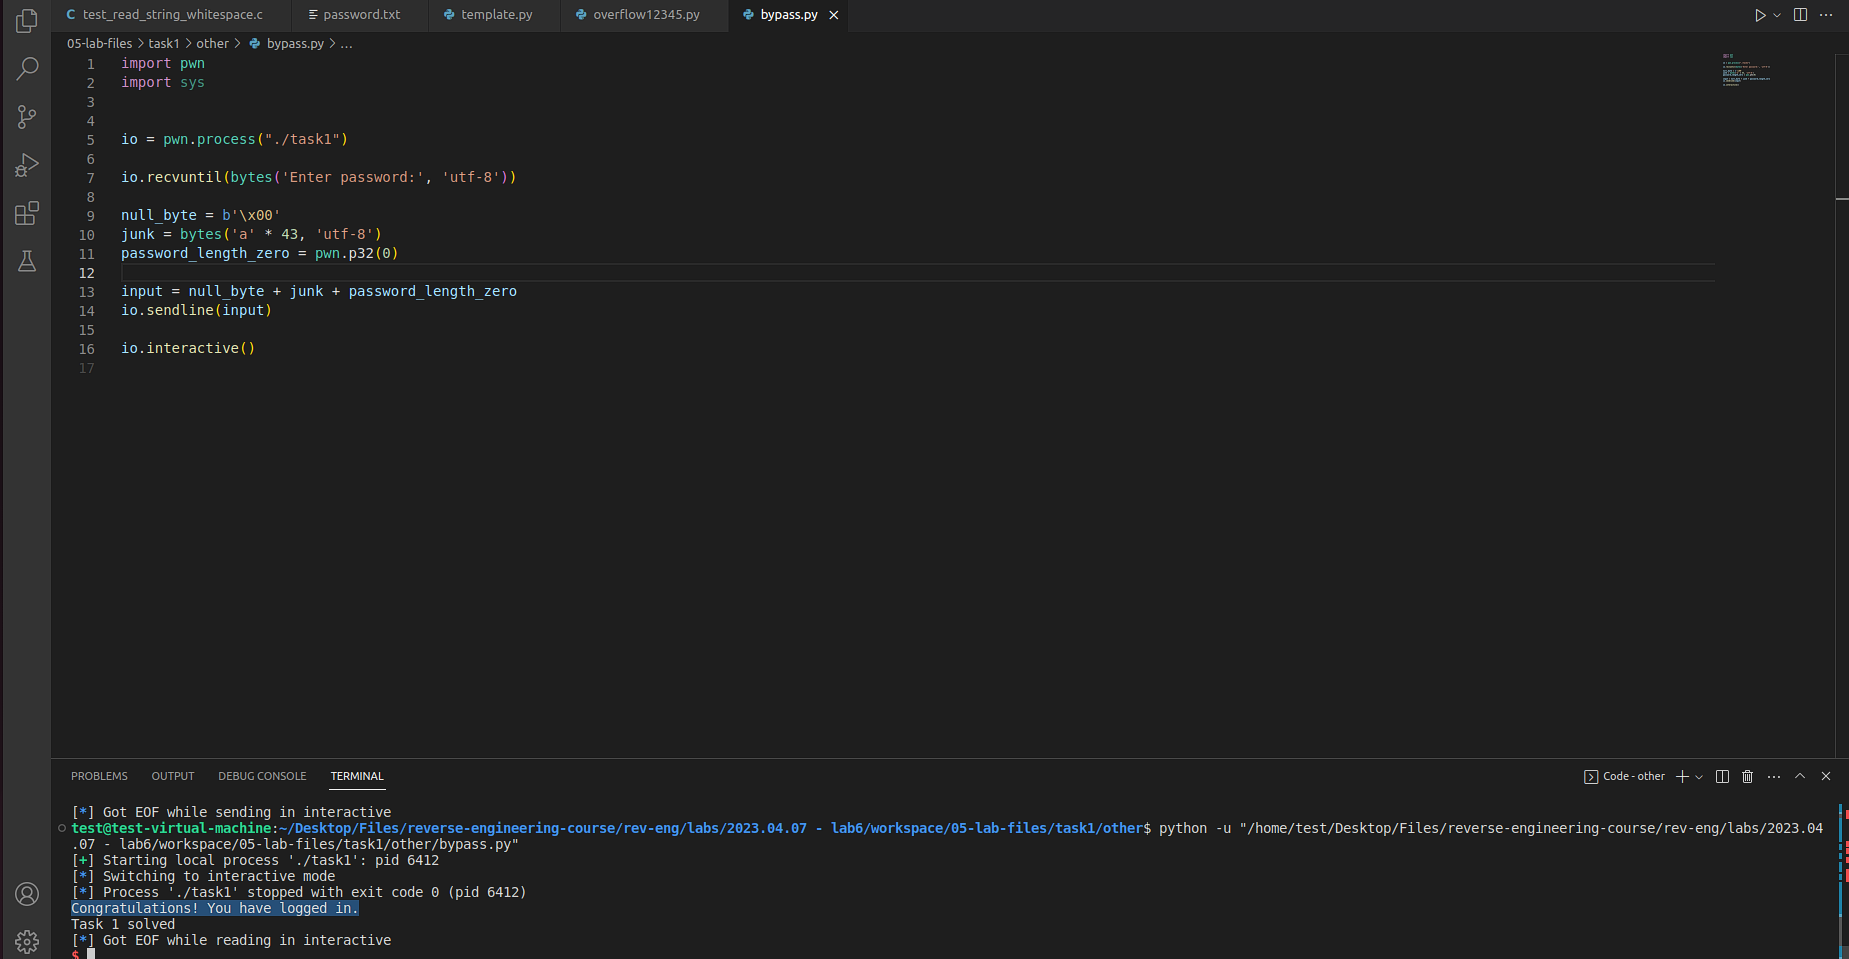 C test_read_string_whitespace.c password.txt template.py overflow12345.py bypass.py
05-lab-files > task1 > other > bypass.py > ...
1 import pwn
2 import sys
3
4
5 io = pwn.process("./task1")
6
7 io.recvuntil(bytes('Enter password:', 'utf-8'))
8
9 null_byte = b'\x00'
10 junk = bytes('a' * 43, 'utf-8')
11 password_length_zero = pwn.p32(0)
12
13 input = null_byte + junk + password_length_zero
14 io.sendline(input)
15
16 io.interactive()
17
PROBLEMS OUTPUT DEBUG CONSOLE TERMINAL Code - other
[*] Got EOF while sending in interactive
test@test-virtual-machine:~/Desktop/Files/reverse-engineering-course/rev-eng/labs/2023.04.07 - lab6/workspace/05-lab-files/task1/other$ python -u "/home/test/Desktop/Files/reverse-engineering-course/rev-eng/labs/2023.04
.07 - lab6/workspace/05-lab-files/task1/other/bypass.py"
[+] Starting local process './task1': pid 6412
[*] Switching to interactive mode
[*] Process './task1' stopped with exit code 0 (pid 6412)
Congratulations! You have logged in.
Task 1 solved
[*] Got EOF while reading in interactive
$